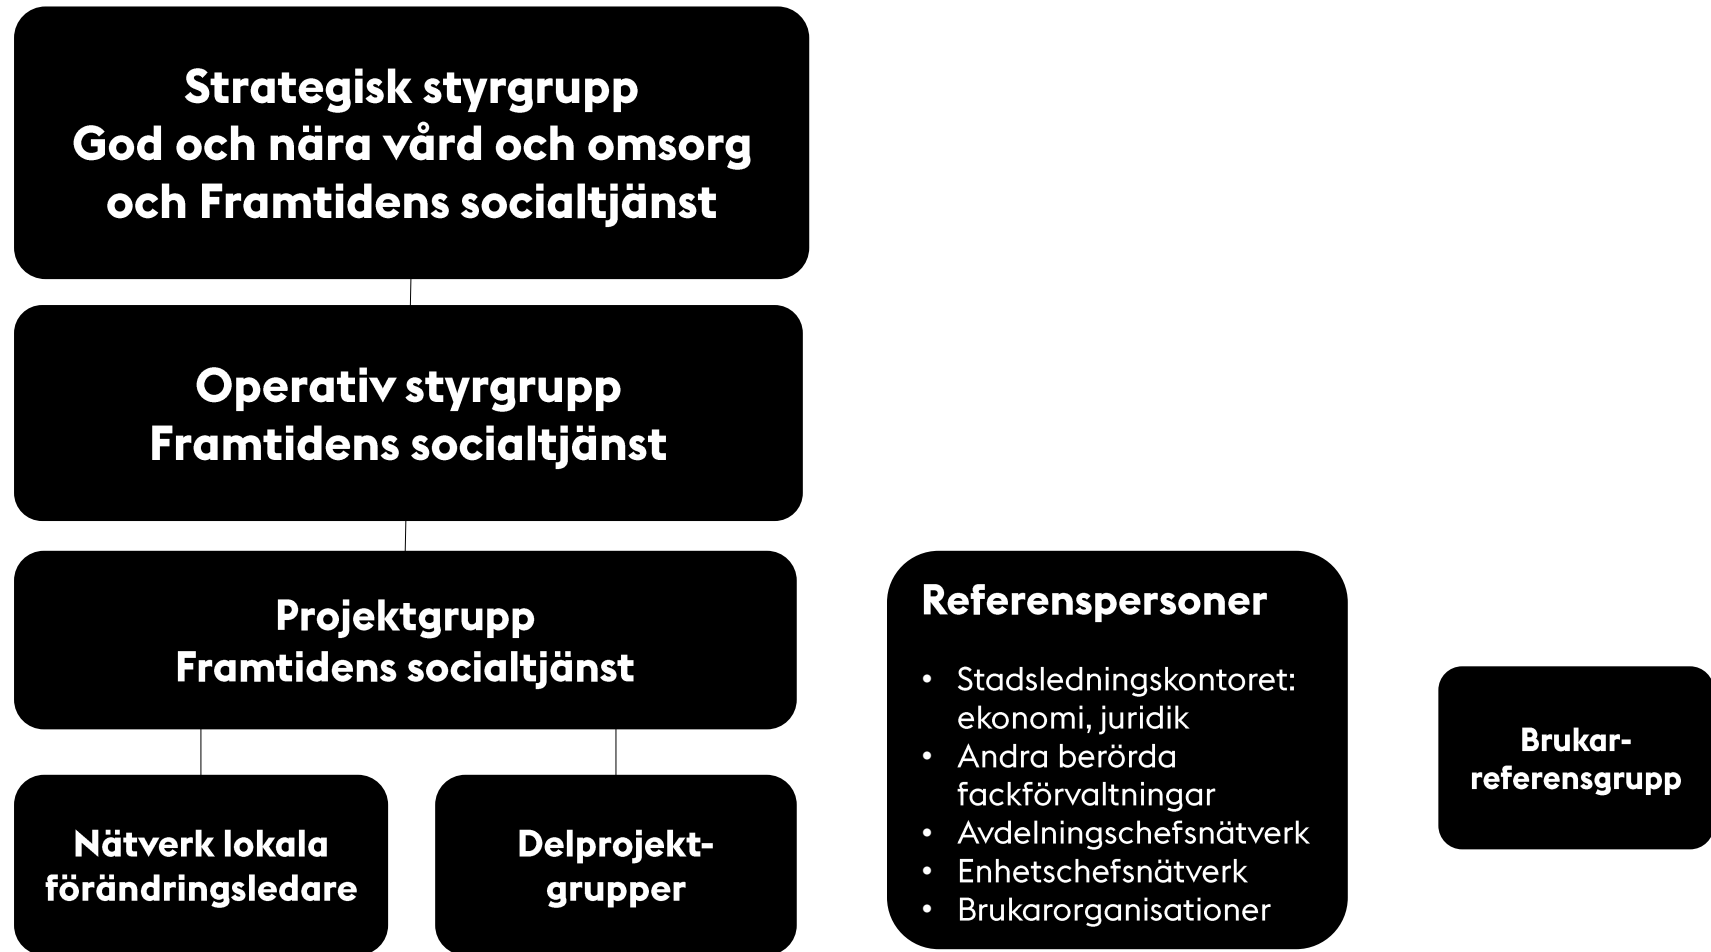 Strategisk styrgrupp
God och nära vård och omsorg
och Framtidens socialtjänst
Operativ styrgrupp
Framtidens socialtjänst
Projektgrupp
Framtidens socialtjänst
Nätverk lokala
förändringsledare
Delprojekt-
grupper
Referenspersoner
• Stadsledningskontoret:
ekonomi, juridik
• Andra berörda
fackförvaltningar
• Avdelningschefsnätverk
• Enhetschefsnätverk
• Brukarorganisationer
Brukar-
referensgrupp